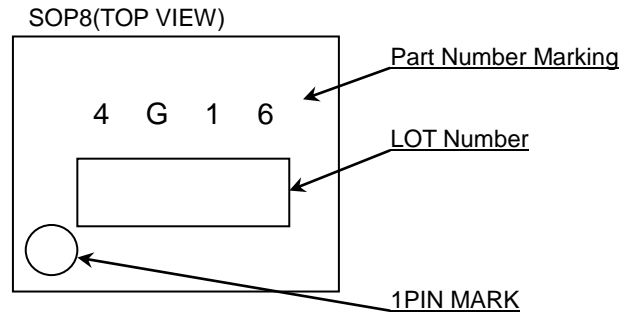 SOP8(TOP VIEW)
Part Number Marking
4 G 1 6
LOT Number
1PIN MARK